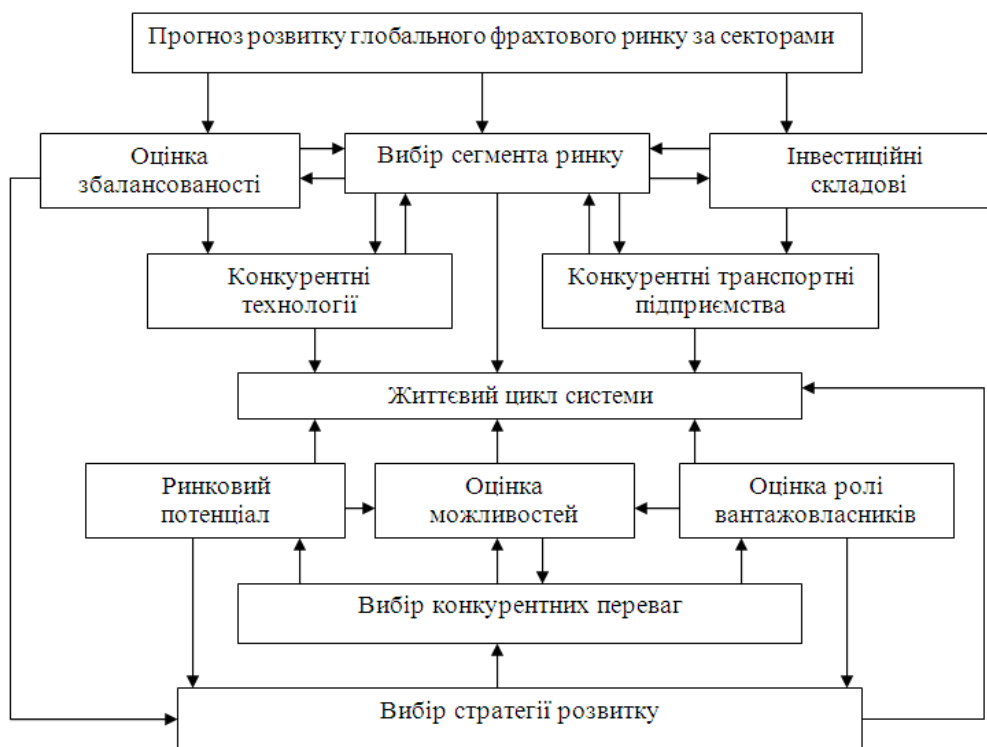 Прогноз розвитку глобального фрахтового ринку за секторами
Оцінка
збалансованості
Вибір сегмента ринку
Інвестиційні
складові
Конкурентні
технології
Конкурентні транспортні
підприємства
Життєвий цикл системи
Ринковий
потенціал
Оцінка
можливостей
Оцінка ролі
вантажовласників
Вибір конкурентних переваг
Вибір стратегії розвитку